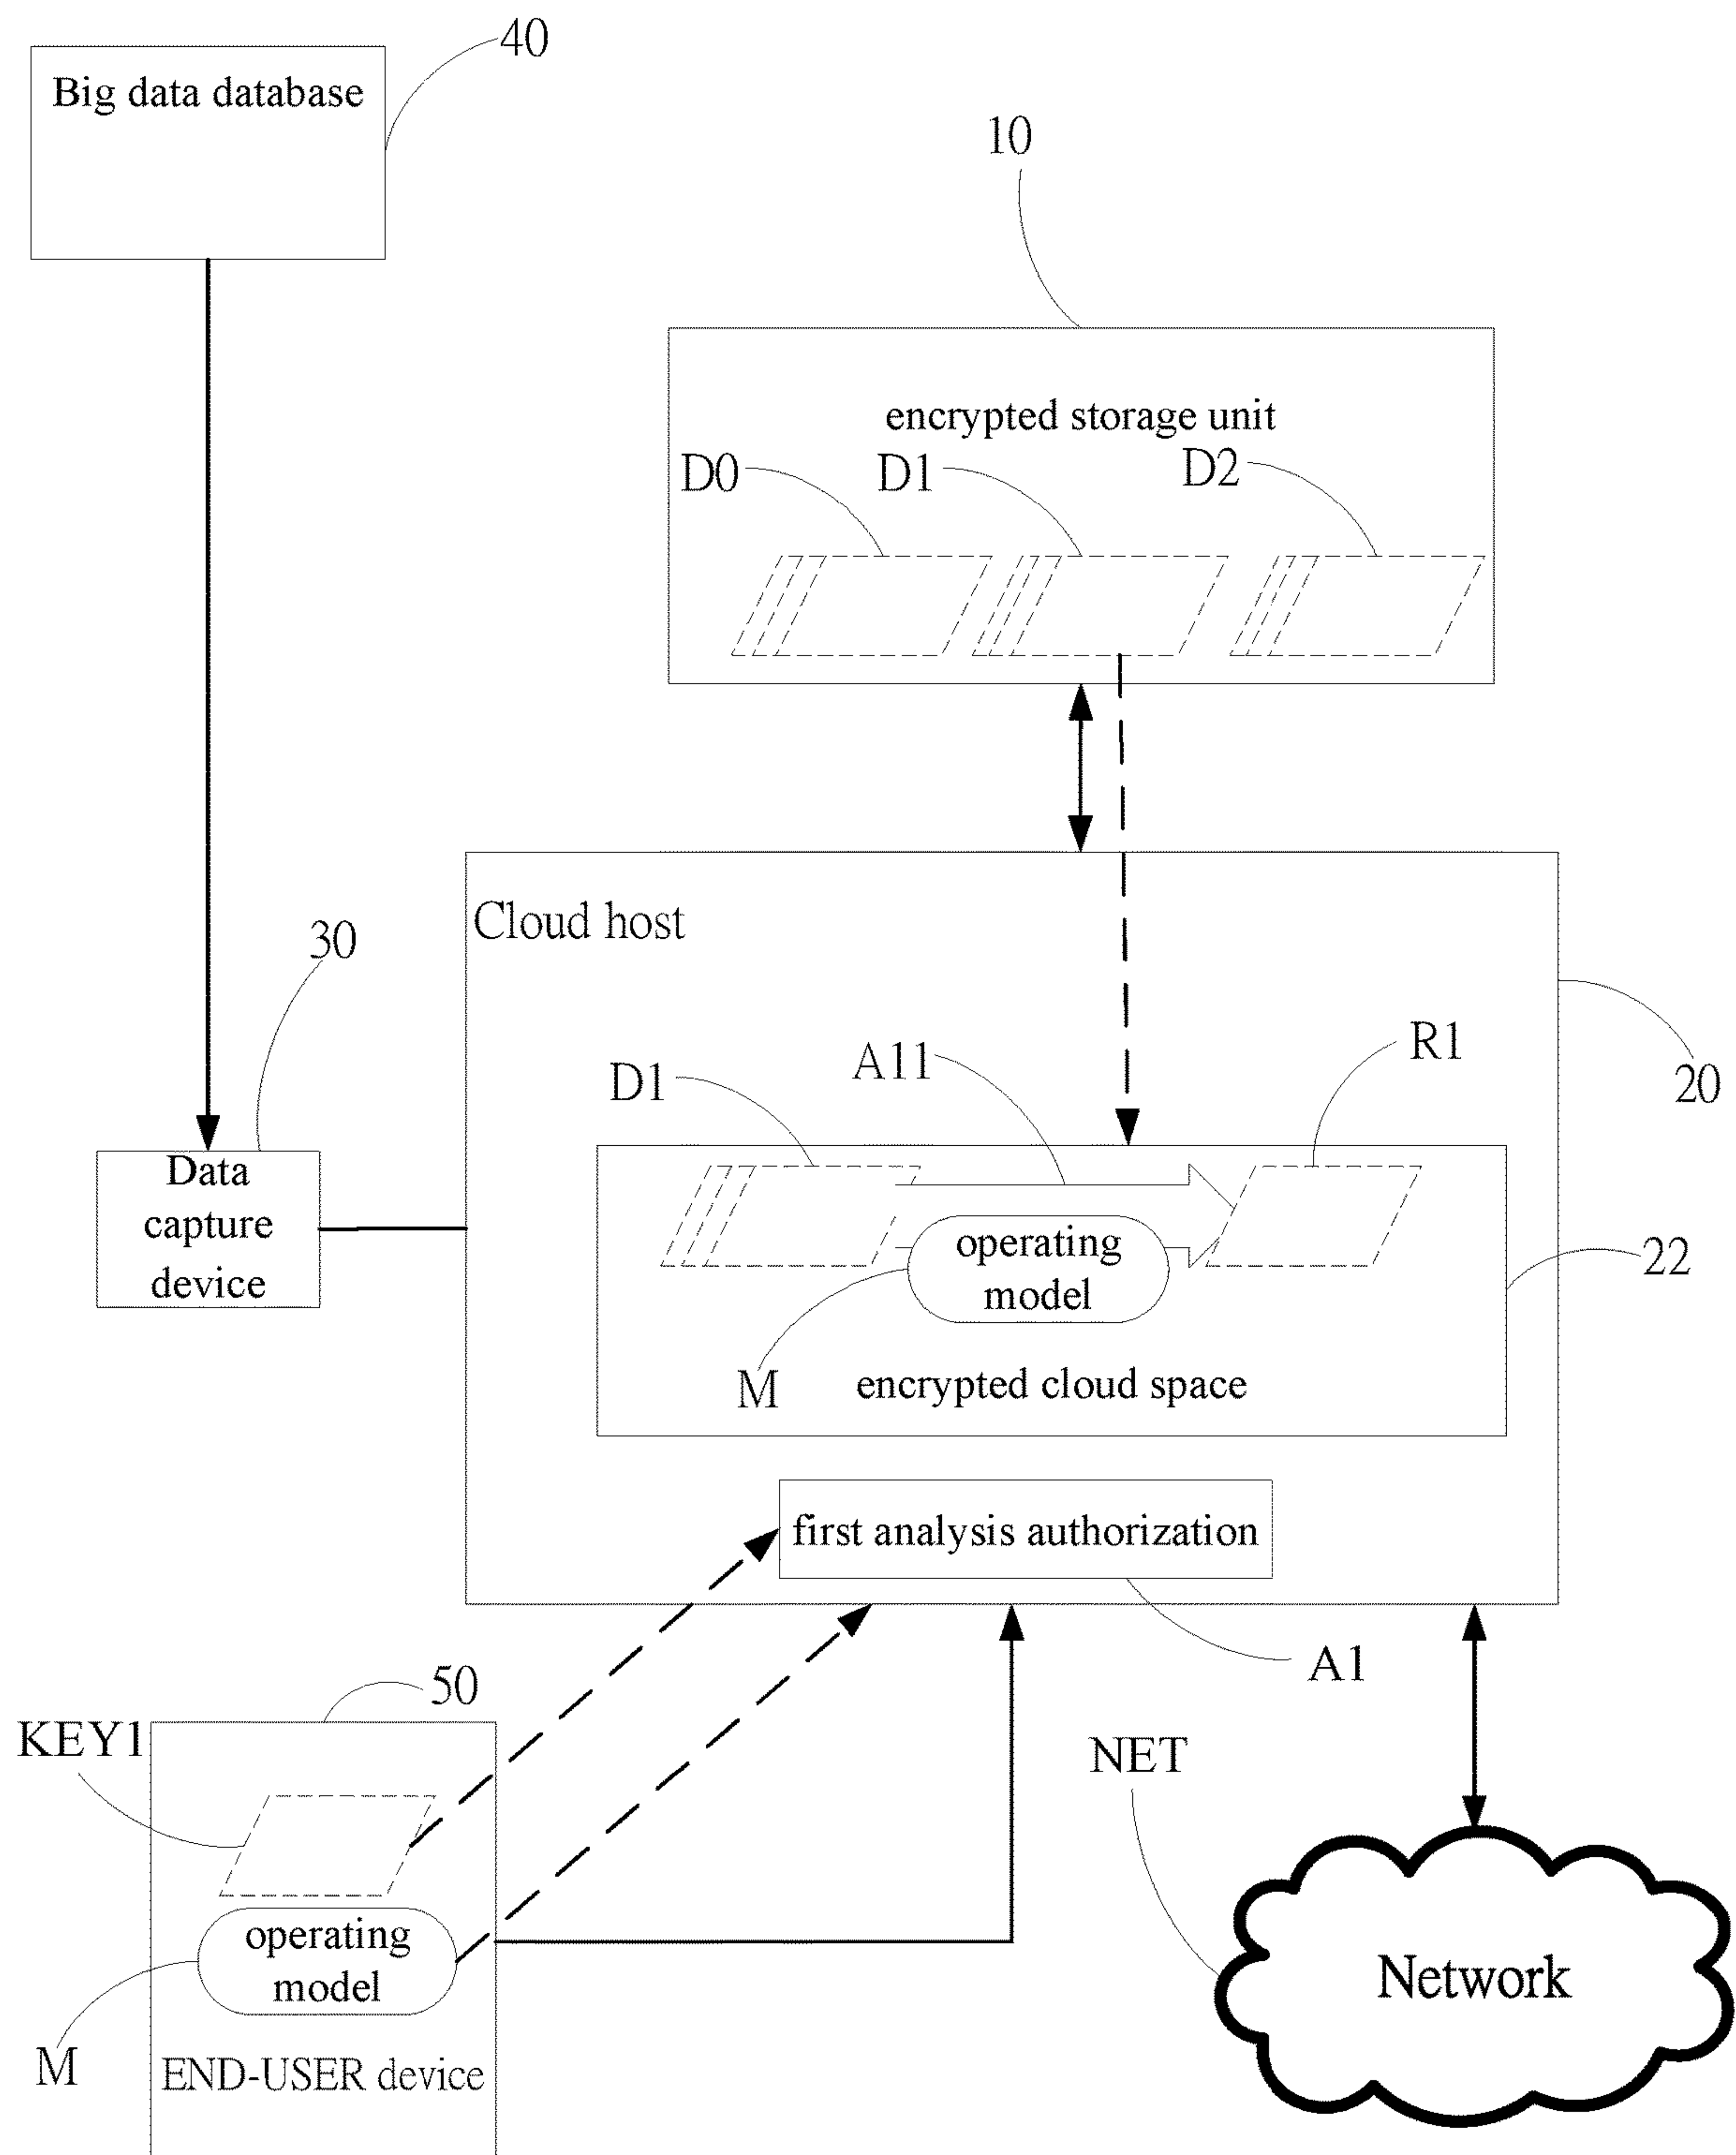 40
Big data database
10
encrypted storage unit
D0
D1
D2
Cloud host
30
20
D1
A11
R1
Data
capture
device
operating
model
22
M
encrypted cloud space
first analysis authorization
A1
50
KEY1
NET
operating
model
Network
M
END-USER device